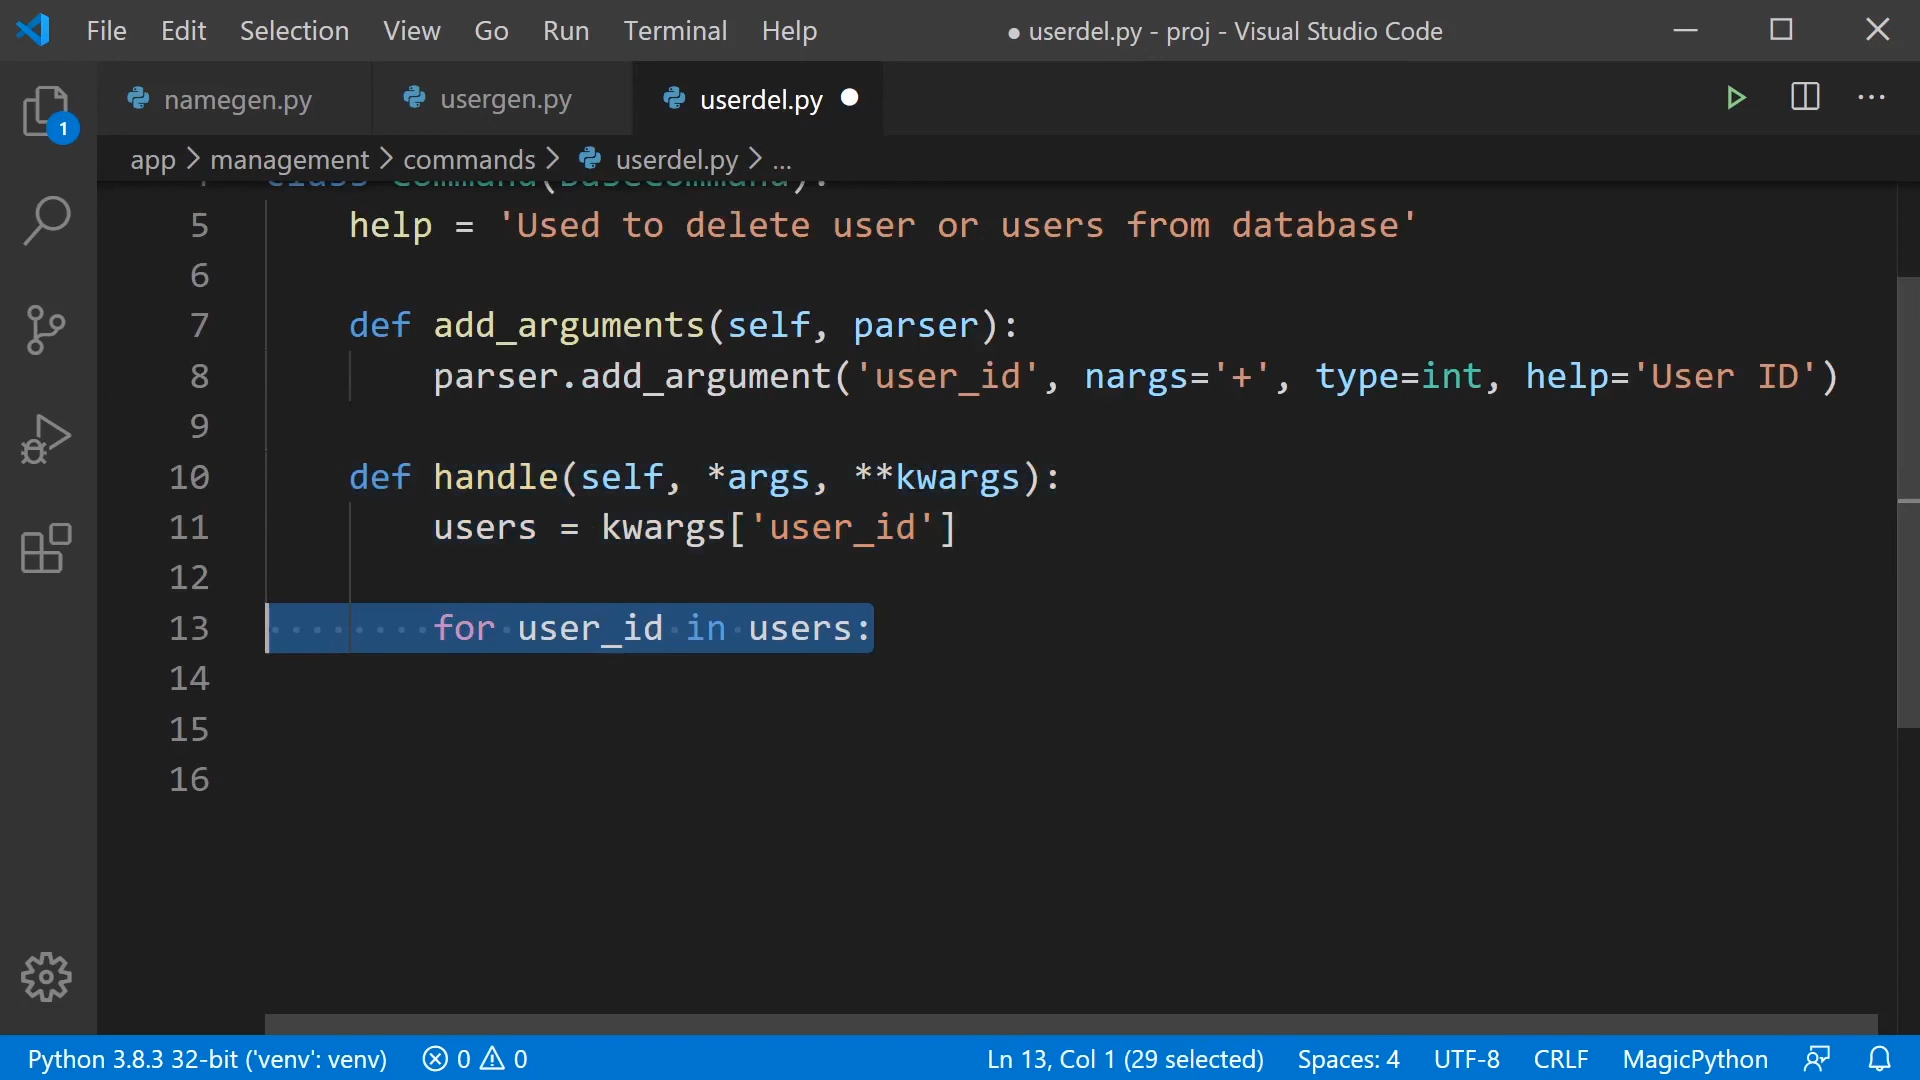 File Edit Selection View Go Run Terminal Help ● userdel.py - proj - Visual Studio Code
1
namegen.py usergen.py userdel.py
app > management > commands > userdel.py > ...
class Command(BaseCommand):
5 help = 'Used to delete user or users from database'
6
7 def add_arguments(self, parser):
8 parser.add_argument('user_id', nargs='+', type=int, help='User ID')
9
10 def handle(self, *args, **kwargs):
11 users = kwargs['user_id']
12
13 for user_id in users:
14
15
16
Python 3.8.3 32-bit ('venv': venv) 0 0 Ln 13, Col 1 (29 selected) Spaces: 4 UTF-8 CRLF MagicPython